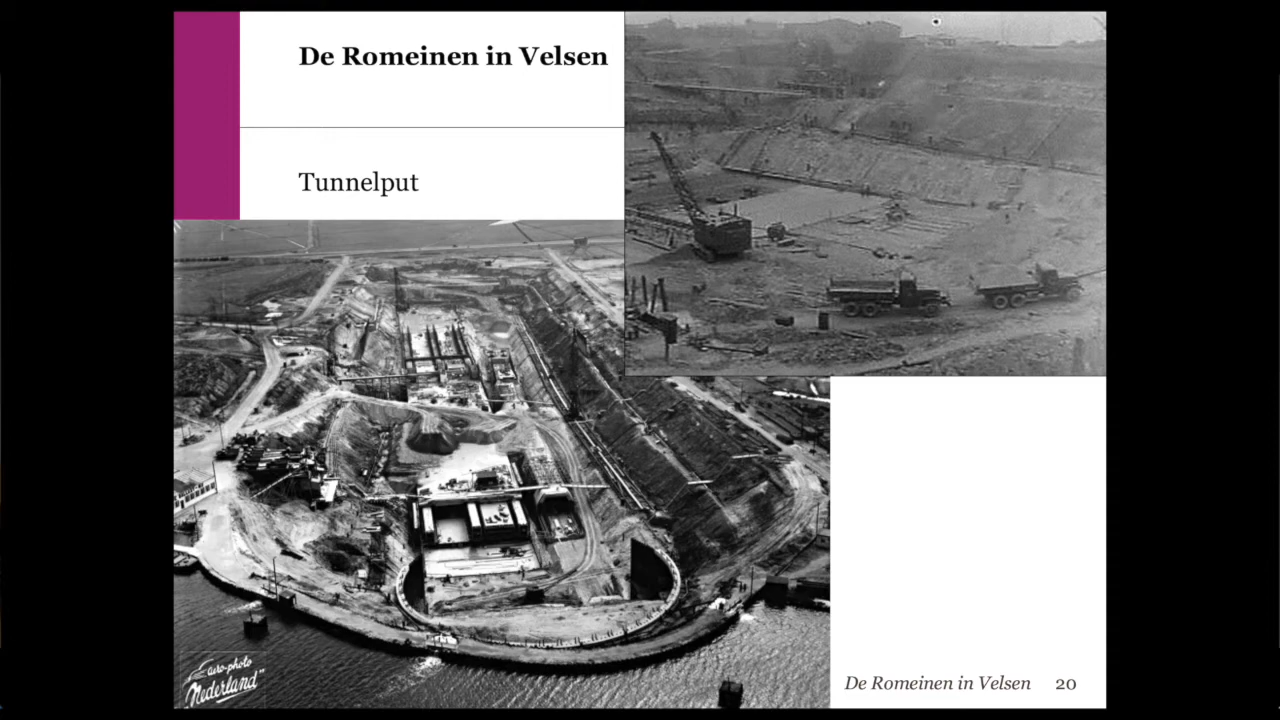 De Romeinen in Velsen
Tunnelput
aero-photo
Nederland"
De Romeinen in Velsen 20